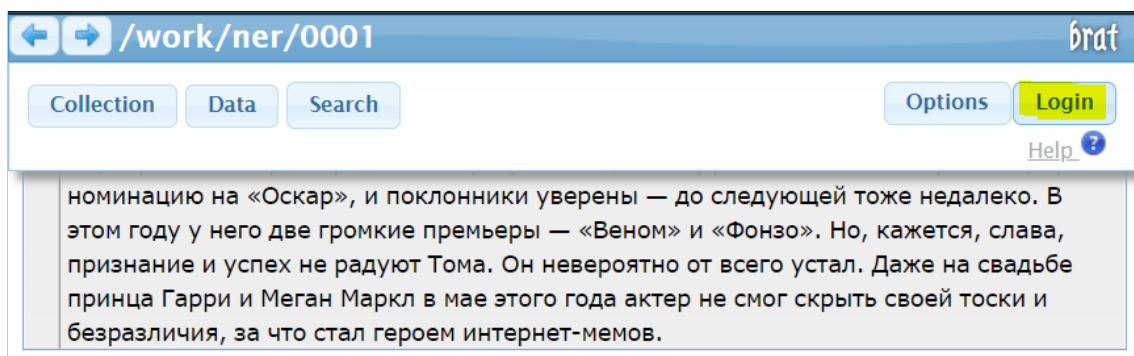 /work/ner/0001
brat
Collection
Data
Search
Options
Login
Help
номинацию на «Оскар», и поклонники уверены — до следующей тоже недалеко. В
этом году у него две громкие премьеры — «Веном» и «Фонзо». Но, кажется, слава,
признание и успех не радуют Тома. Он невероятно от всего устал. Даже на свадьбе
принца Гарри и Меган Маркл в мае этого года актер не смог скрыть своей тоски и
безразличия, за что стал героем интернет-мемов.